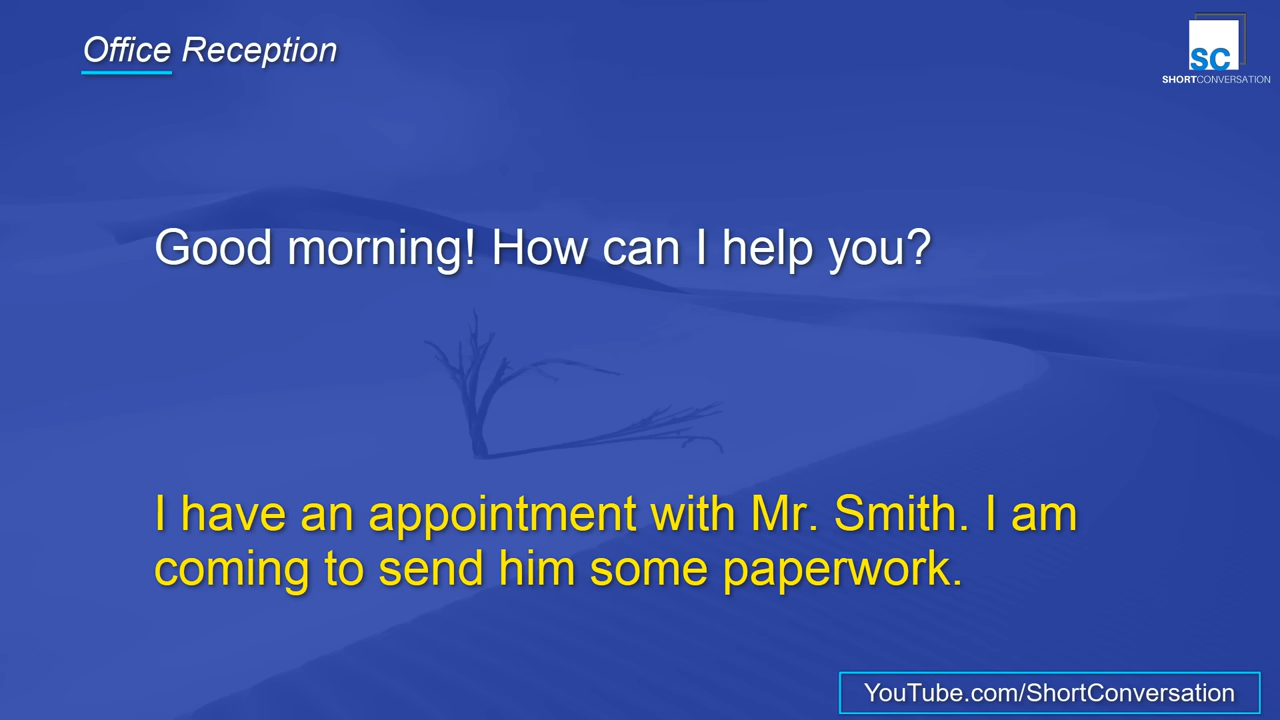 Office Reception
SC
SHORTCONVERSATION
Good morning! How can I help you?
I have an appointment with Mr. Smith. I am
coming to send him some paperwork.
YouTube.com/ShortConversation